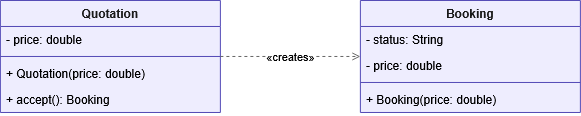 Quotation
- price: double
+ Quotation(price: double)
+ accept(): Booking
«creates»
Booking
- status: String
- price: double
+ Booking(price: double)